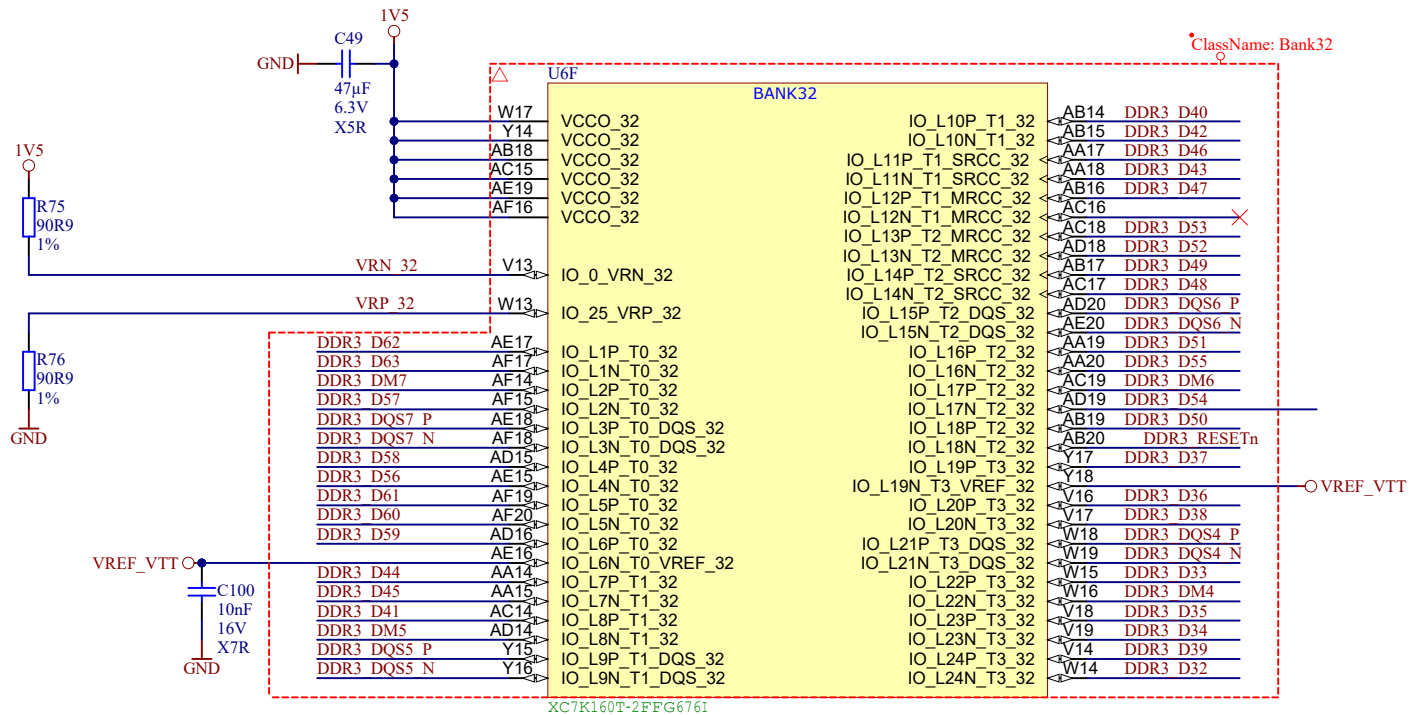 1V5
C49
GND
47µF
6.3V
X5R
ClassName: Bank32
U6F
BANK32
W17 VCCO_32
Y14 VCCO_32
AB18 VCCO_32
AC15 VCCO_32
AE19 VCCO_32
AF16 VCCO_32
1V5
R75
90R9
1%
VRN_32 V13 IO_0_VRN_32
VRP_32 W13 IO_25_VRP_32
R76
90R9
1%
GND
DDR3_D62 AE17 IO_L1P_T0_32
DDR3_D63 AF17 IO_L1N_T0_32
DDR3_DM7 AF14 IO_L2P_T0_32
DDR3_D57 AF15 IO_L2N_T0_32
DDR3_DQS7_P AE18 IO_L3P_T0_DQS_32
DDR3_DQS7_N AF18 IO_L3N_T0_DQS_32
DDR3_D58 AD15 IO_L4P_T0_32
DDR3_D56 AE15 IO_L4N_T0_32
DDR3_D61 AF19 IO_L5P_T0_32
DDR3_D60 AF20 IO_L5N_T0_32
DDR3_D59 AD16 IO_L6P_T0_32
VREF_VTT AE16 IO_L6N_T0_VREF_32
DDR3_D44 AA14 IO_L7P_T1_32
DDR3_D45 AA15 IO_L7N_T1_32
DDR3_D41 AC14 IO_L8P_T1_32
DDR3_DM5 AD14 IO_L8N_T1_32
DDR3_DQS5_P Y15 IO_L9P_T1_DQS_32
DDR3_DQS5_N Y16 IO_L9N_T1_DQS_32
C100
10nF
16V
X7R
GND
IO_L10P_T1_32 AB14 DDR3_D40
IO_L10N_T1_32 AB15 DDR3_D42
IO_L11P_T1_SRCC_32 AA17 DDR3_D46
IO_L11N_T1_SRCC_32 AA18 DDR3_D43
IO_L12P_T1_MRCC_32 AB16 DDR3_D47
IO_L12N_T1_MRCC_32 AC16
IO_L13P_T2_MRCC_32 AC18 DDR3_D53
IO_L13N_T2_MRCC_32 AD18 DDR3_D52
IO_L14P_T2_SRCC_32 AB17 DDR3_D49
IO_L14N_T2_SRCC_32 AC17 DDR3_D48
IO_L15P_T2_DQS_32 AD20 DDR3_DQS6_P
IO_L15N_T2_DQS_32 AE20 DDR3_DQS6_N
IO_L16P_T2_32 AA19 DDR3_D51
IO_L16N_T2_32 AA20 DDR3_D55
IO_L17P_T2_32 AC19 DDR3_DM6
IO_L17N_T2_32 AD19 DDR3_D54
IO_L18P_T2_32 AB19 DDR3_D50
IO_L18N_T2_32 AB20 DDR3_RESETn
IO_L19P_T3_32 Y17 DDR3_D37
IO_L19N_T3_VREF_32 Y18 VREF_VTT
IO_L20P_T3_32 V16 DDR3_D36
IO_L20N_T3_32 V17 DDR3_D38
IO_L21P_T3_DQS_32 W18 DDR3_DQS4_P
IO_L21N_T3_DQS_32 W19 DDR3_DQS4_N
IO_L22P_T3_32 W15 DDR3_D33
IO_L22N_T3_32 W16 DDR3_DM4
IO_L23P_T3_32 V18 DDR3_D35
IO_L23N_T3_32 V19 DDR3_D34
IO_L24P_T3_32 V14 DDR3_D39
IO_L24N_T3_32 W14 DDR3_D32
XC7K160T-2FFG676I